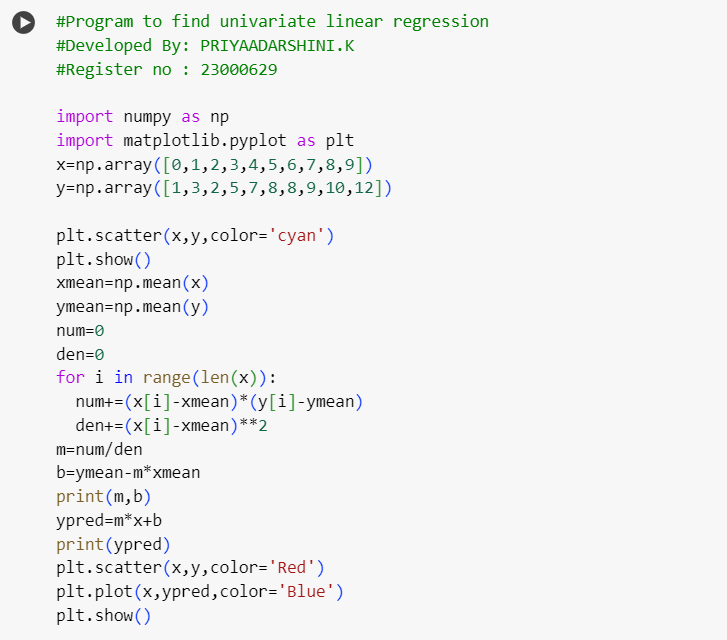 #Program to find univariate linear regression
#Developed By: PRIYAADARSHINI.K
#Register no : 23000629
import numpy as np
import matplotlib.pyplot as plt
x=np.array([0,1,2,3,4,5,6,7,8,9])
y=np.array([1,3,2,5,7,8,8,9,10,12])
plt.scatter(x,y,color='cyan')
plt.show()
xmean=np.mean(x)
ymean=np.mean(y)
num=0
den=0
for i in range(len(x)):
  num+=(x[i]-xmean)*(y[i]-ymean)
  den+=(x[i]-xmean)**2
m=num/den
b=ymean-m*xmean
print(m,b)
ypred=m*x+b
print(ypred)
plt.scatter(x,y,color='Red')
plt.plot(x,ypred,color='Blue')
plt.show()